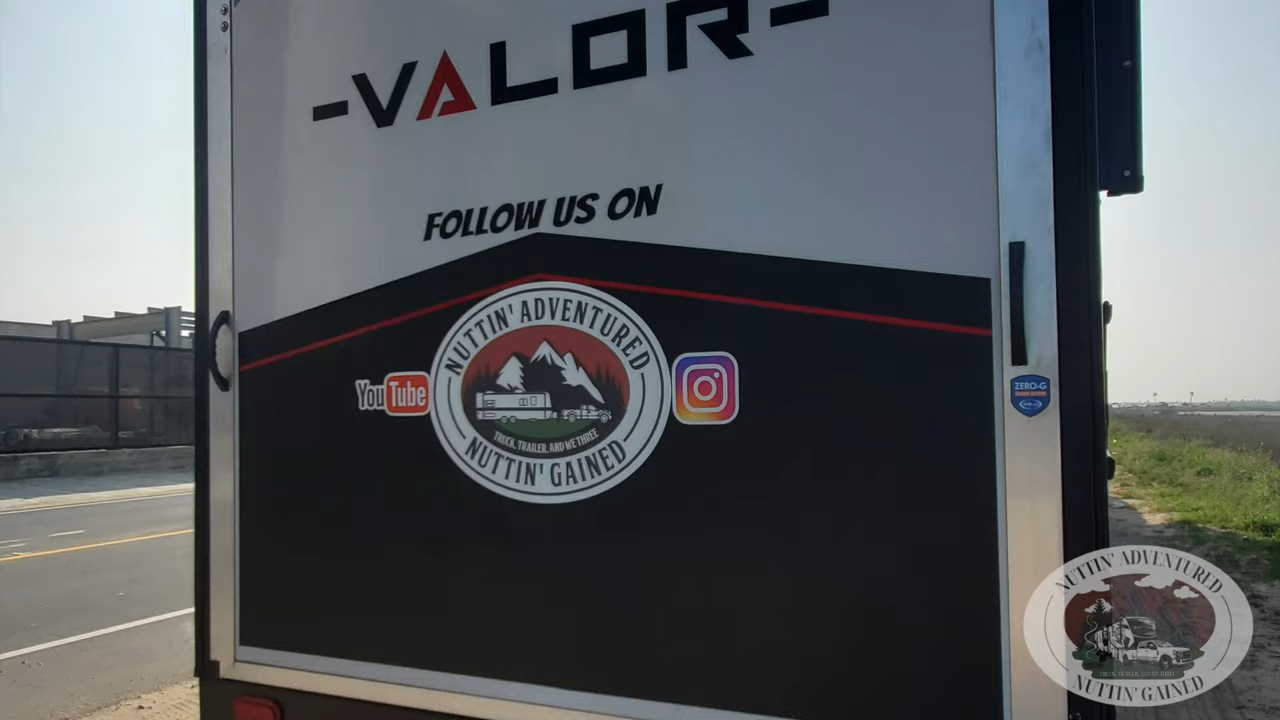 -VALOR-
FOLLOW US ON
NUTTIN' ADVENTURED
YouTube
TRUCK, TRAILER, AND WE THREE
NUTTIN' GAINED
ZERO-G
NUTTIN' ADVENTURED
NUTTIN' GAINED